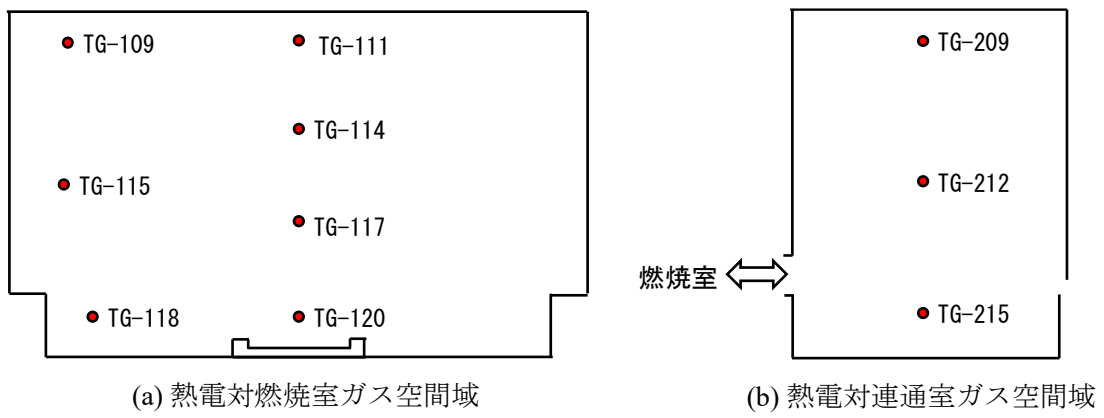 TG-109
TG-111
TG-114
TG-115
TG-117
TG-118
TG-120
(a) 熱電対燃焼室ガス空間域
TG-209
TG-212
燃焼室
TG-215
(b) 熱電対連通室ガス空間域